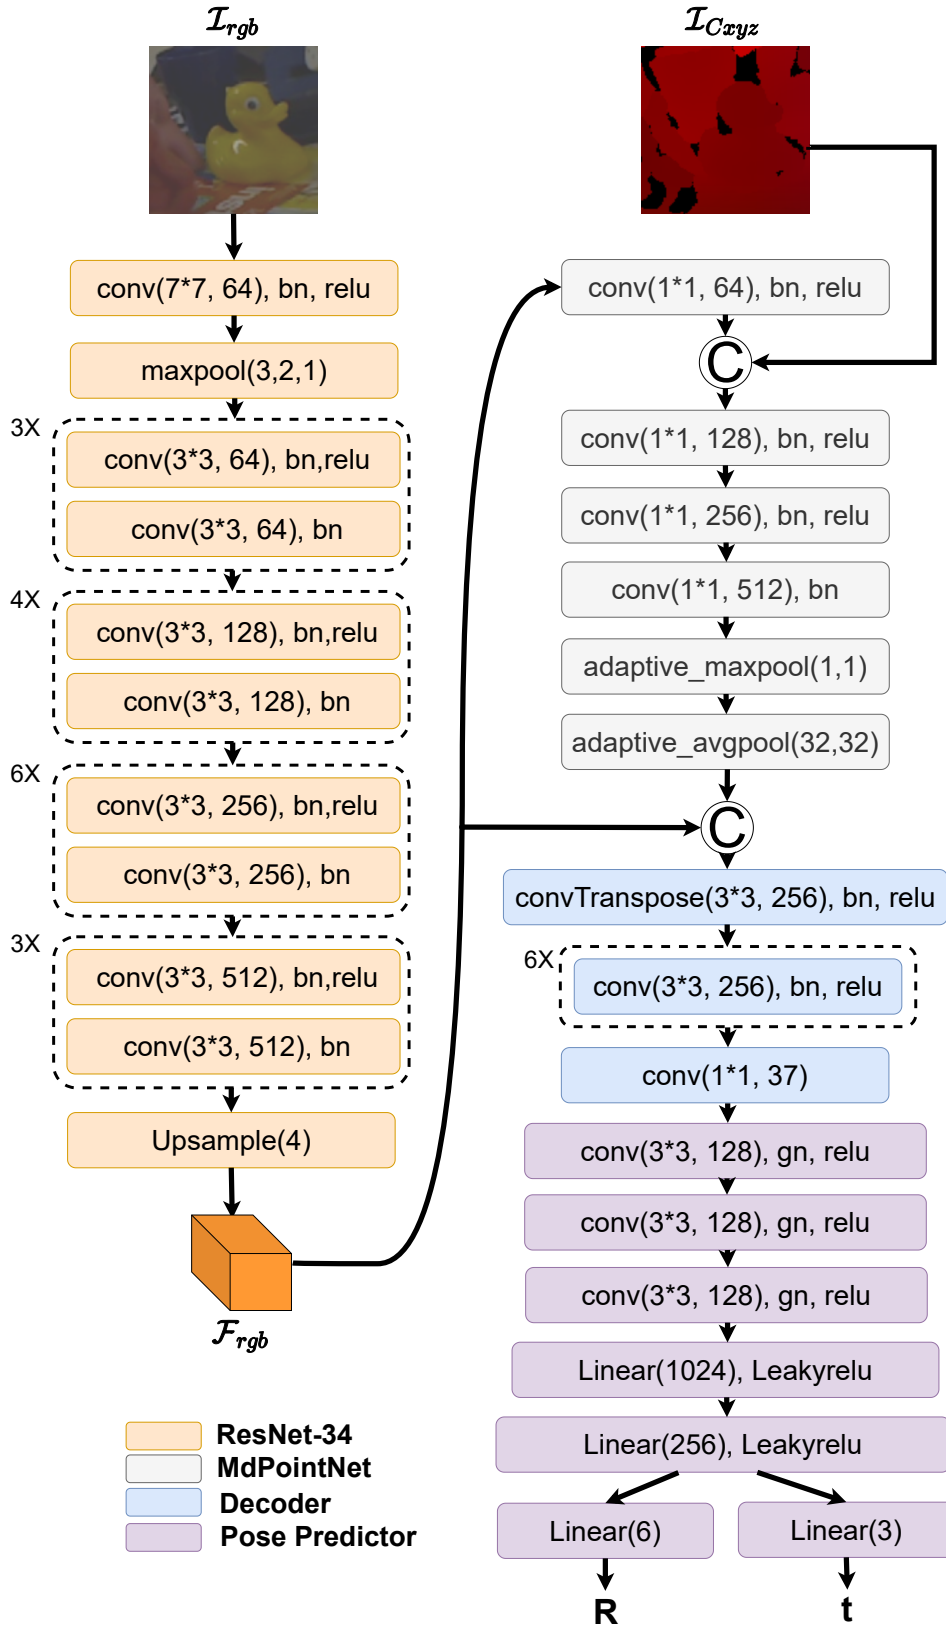 I_rgb
conv(7*7, 64), bn, relu
maxpool(3,2,1)
3X
conv(3*3, 64), bn,relu
conv(3*3, 64), bn
4X
conv(3*3, 128), bn,relu
conv(3*3, 128), bn
6X
conv(3*3, 256), bn,relu
conv(3*3, 256), bn
3X
conv(3*3, 512), bn,relu
conv(3*3, 512), bn
Upsample(4)
F_rgb
I_Cxyz
conv(1*1, 64), bn, relu
C
conv(1*1, 128), bn, relu
conv(1*1, 256), bn, relu
conv(1*1, 512), bn
adaptive_maxpool(1,1)
adaptive_avgpool(32,32)
C
convTranspose(3*3, 256), bn, relu
6X
conv(3*3, 256), bn, relu
conv(1*1, 37)
conv(3*3, 128), gn, relu
conv(3*3, 128), gn, relu
conv(3*3, 128), gn, relu
Linear(1024), Leakyrelu
Linear(256), Leakyrelu
Linear(6)
Linear(3)
R
t
ResNet-34
MdPointNet
Decoder
Pose Predictor